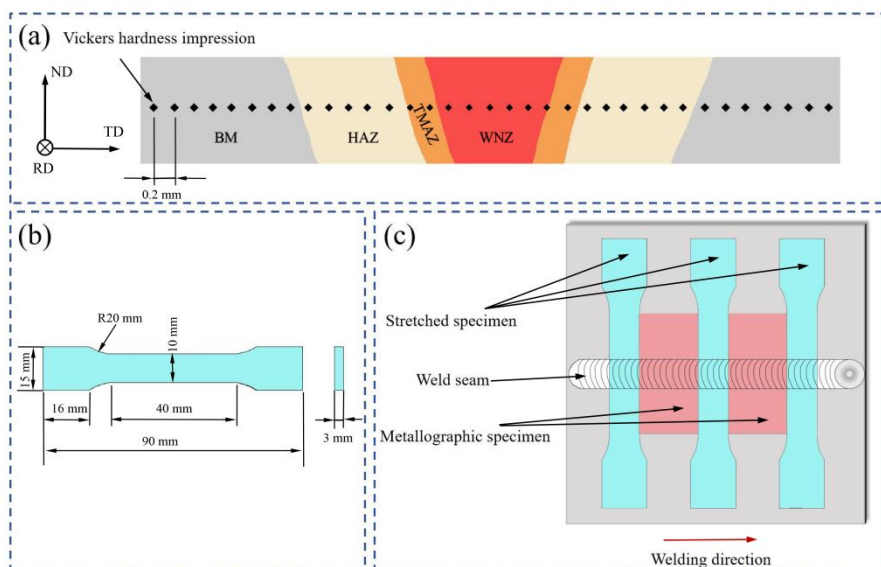 (a)
Vickers hardness impression
ND
TD
RD
BM
HAZ
TMAZ
WNZ
0.2 mm
(b)
R20 mm
10 mm
15 mm
16 mm
40 mm
3 mm
90 mm
(c)
Stretched specimen
Weld seam
Metallographic specimen
Welding direction